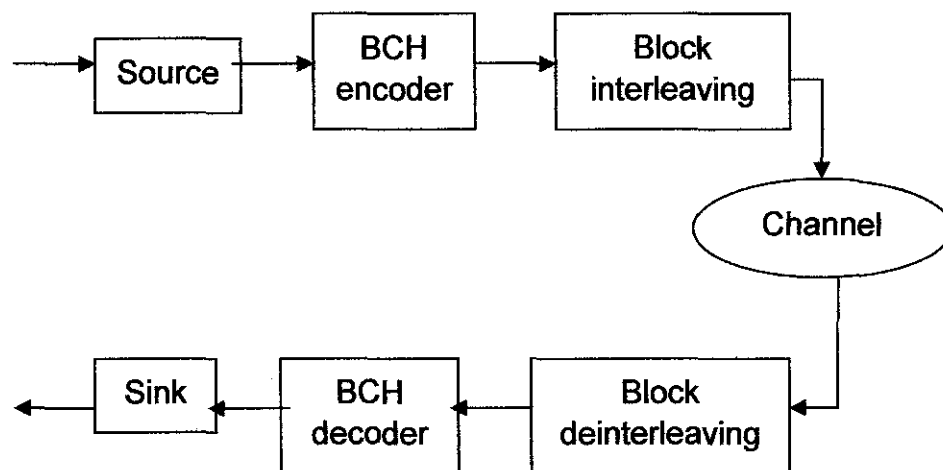 Source
BCH
encoder
Block
interleaving
Channel
Sink
BCH
decoder
Block
deinterleaving